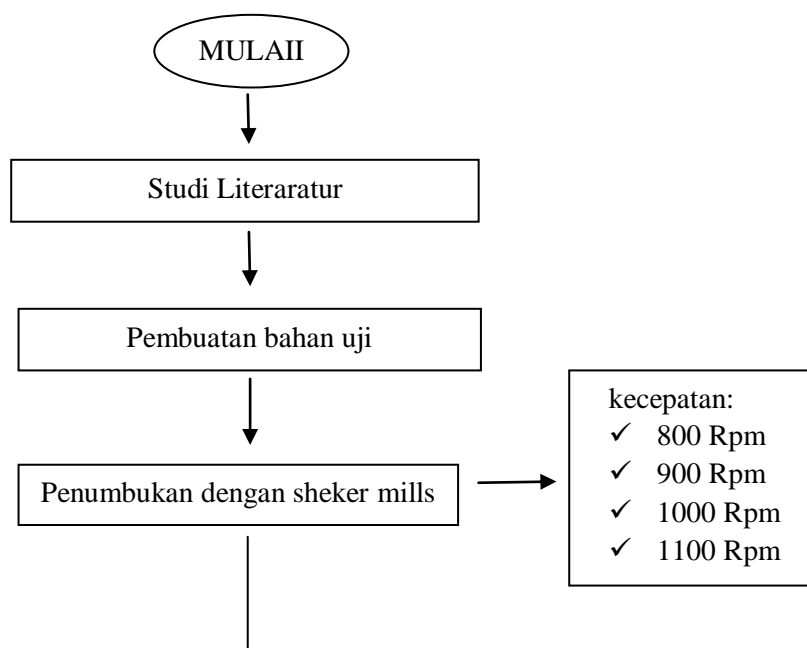 MULAII
Studi Literaratur
Pembuatan bahan uji
Penumbukan dengan sheker mills
kecepatan:
✓ 800 Rpm
✓ 900 Rpm
✓ 1000 Rpm
✓ 1100 Rpm